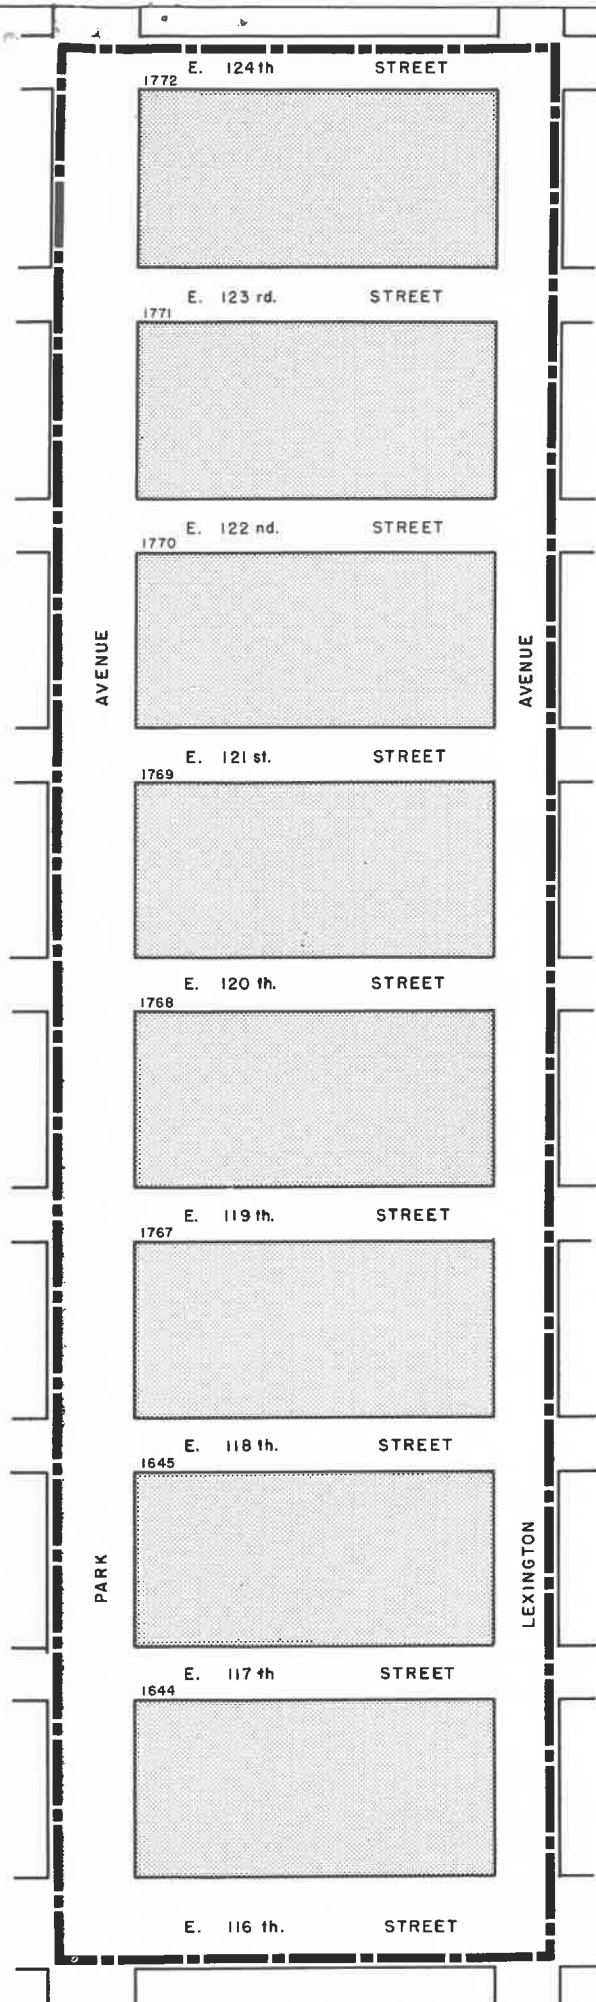 E. 124th STREET
1772
E. 123 rd. STREET
1771
E. 122 nd. STREET
1770
AVENUE
AVENUE
E. 121 st. STREET
1769
E. 120 th. STREET
1768
E. 119 th. STREET
1767
E. 118 th. STREET
1645
PARK
LEXINGTON
E. 117 th STREET
1644
E. 116 th. STREET